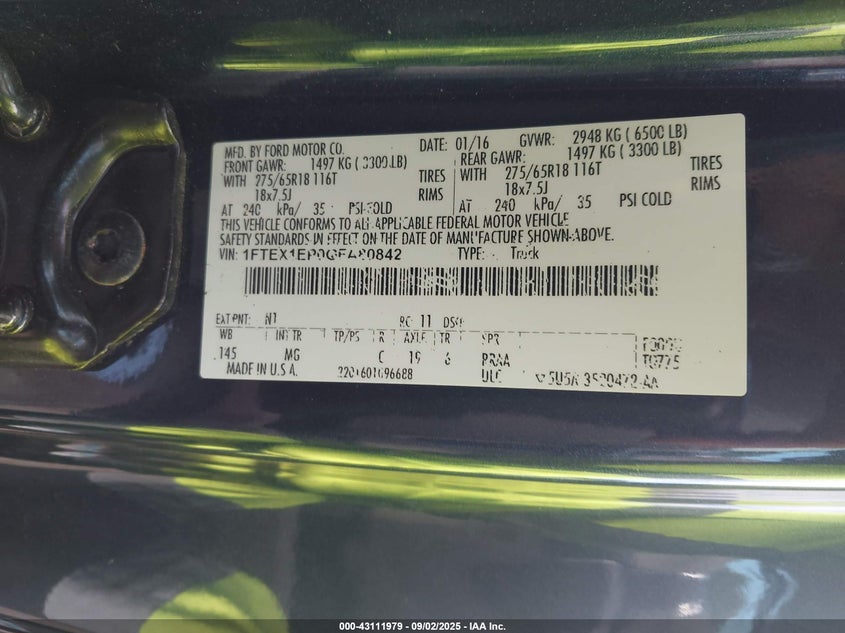 MFD. BY FORD MOTOR CO. DATE: 01/16 GVWR: 2948 KG ( 6500 LB)
FRONT GAWR: 1497 KG ( 3300 LB) REAR GAWR: 1497 KG ( 3300 LB)
WITH 275/65R18 116T TIRES WITH 275/65R18 116T TIRES
18x7.5J RIMS 18x7.5J RIMS
AT 240 kPa/ 35 PSI COLD AT 240 kPa/ 35 PSI COLD
THIS VEHICLE CONFORMS TO ALL APPLICABLE FEDERAL MOTOR VEHICLE
SAFETY STANDARDS IN EFFECT ON THE DATE OF MANUFACTURE SHOWN ABOVE.
VIN: TYPE: Truck
EXT PNT: N1 RC: 11 DSO:
WB INT TR TP/PS R AXLE TR SPR
145 MG C 19 6 PRAA
MADE IN U.S.A.
000-43111979 - 09/02/2025 - IAA Inc.